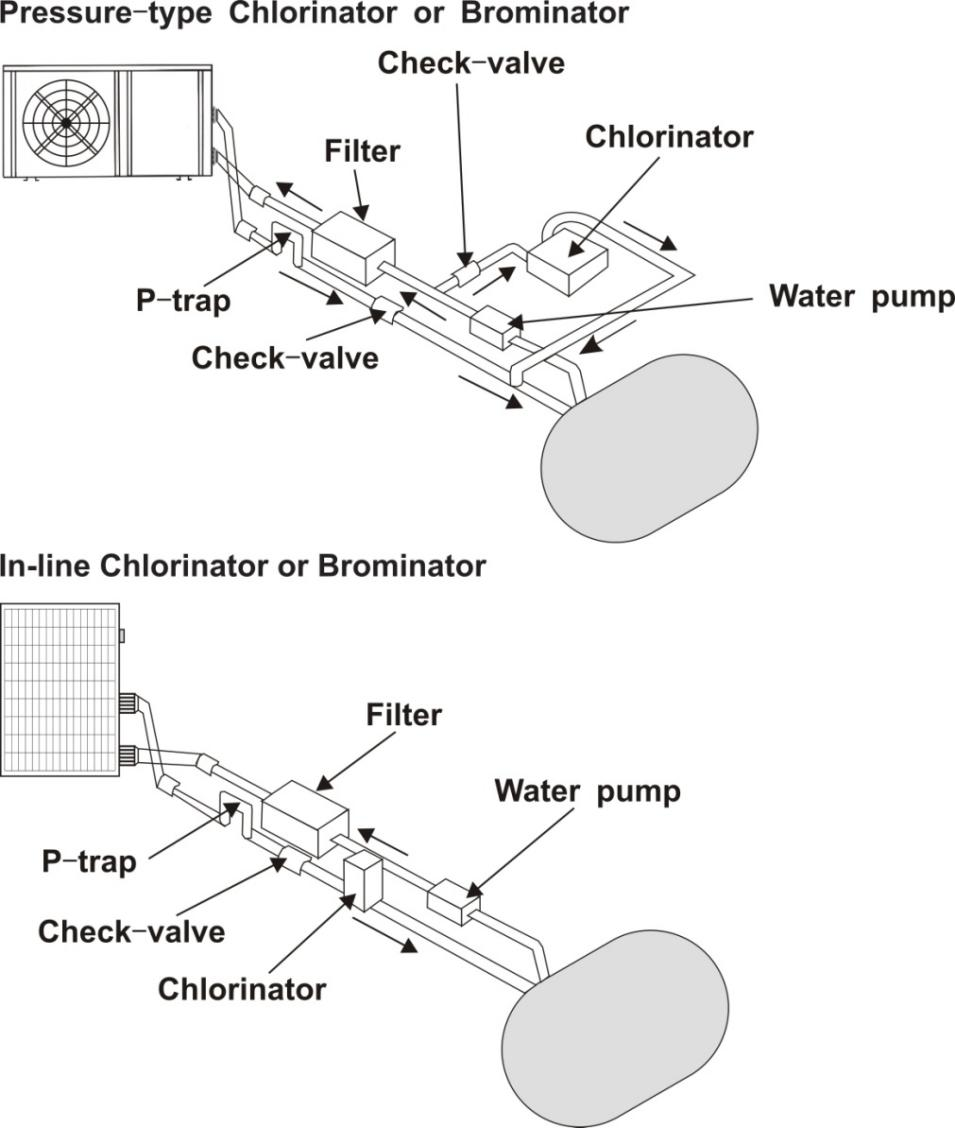 Pressure-type Chlorinator or Brominator
Check-valve
Chlorinator
Filter
P-trap
Water pump
Check-valve
In-line Chlorinator or Brominator
Filter
Water pump
P-trap
Check-valve
Chlorinator